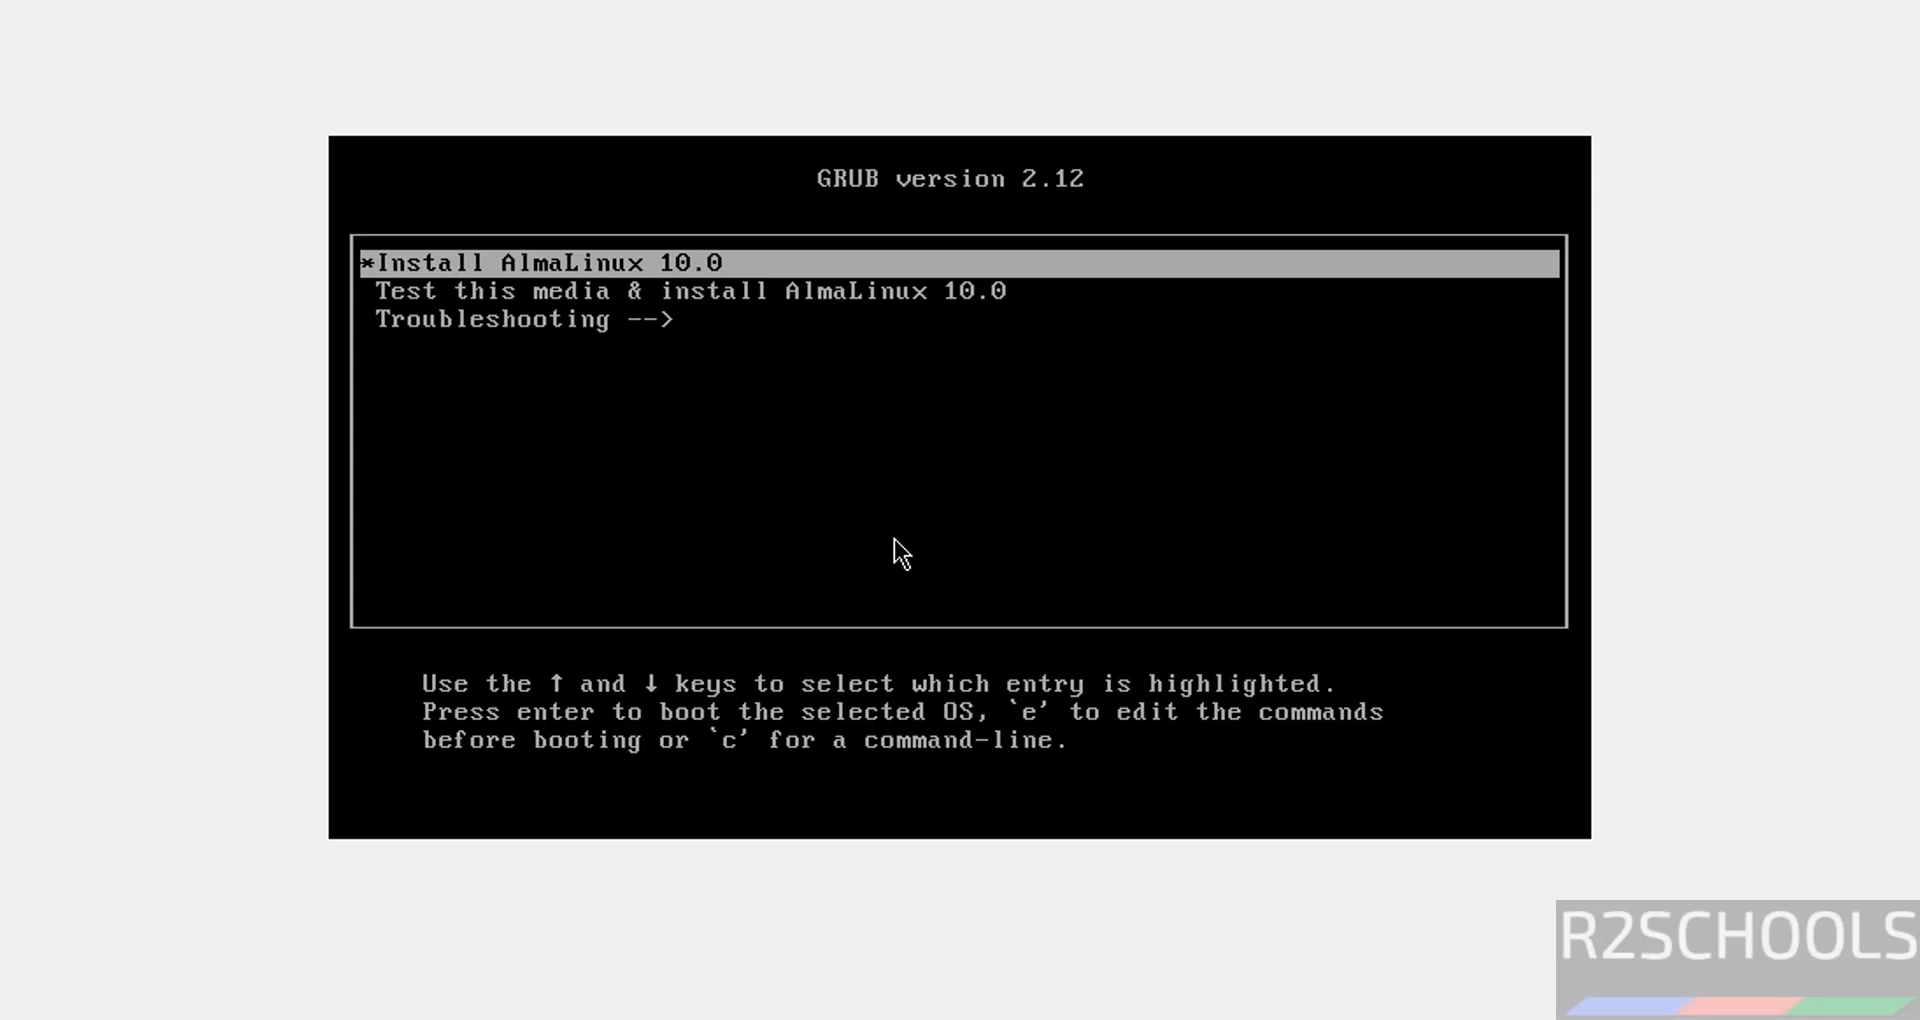 GRUB version 2.12
*Install AlmaLinux 10.0
Test this media & install AlmaLinux 10.0
Troubleshooting -->
Use the ↑ and ↓ keys to select which entry is highlighted.
Press enter to boot the selected OS, `e' to edit the commands
before booting or `c' for a command-line.
R2SCHOOLS